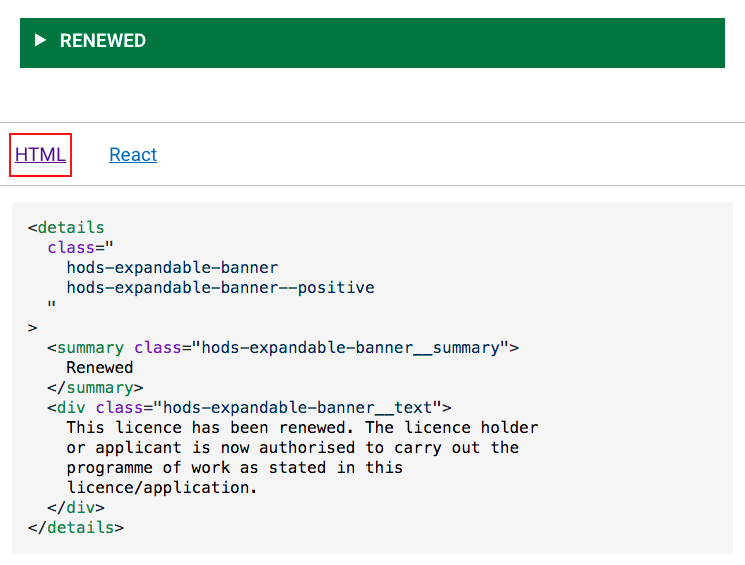 RENEWED
HTML React
<details
  class="
    hods-expandable-banner
    hods-expandable-banner--positive
  "
>
  <summary class="hods-expandable-banner__summary">
    Renewed
  </summary>
  <div class="hods-expandable-banner__text">
    This licence has been renewed. The licence holder
    or applicant is now authorised to carry out the
    programme of work as stated in this
    licence/application.
  </div>
</details>